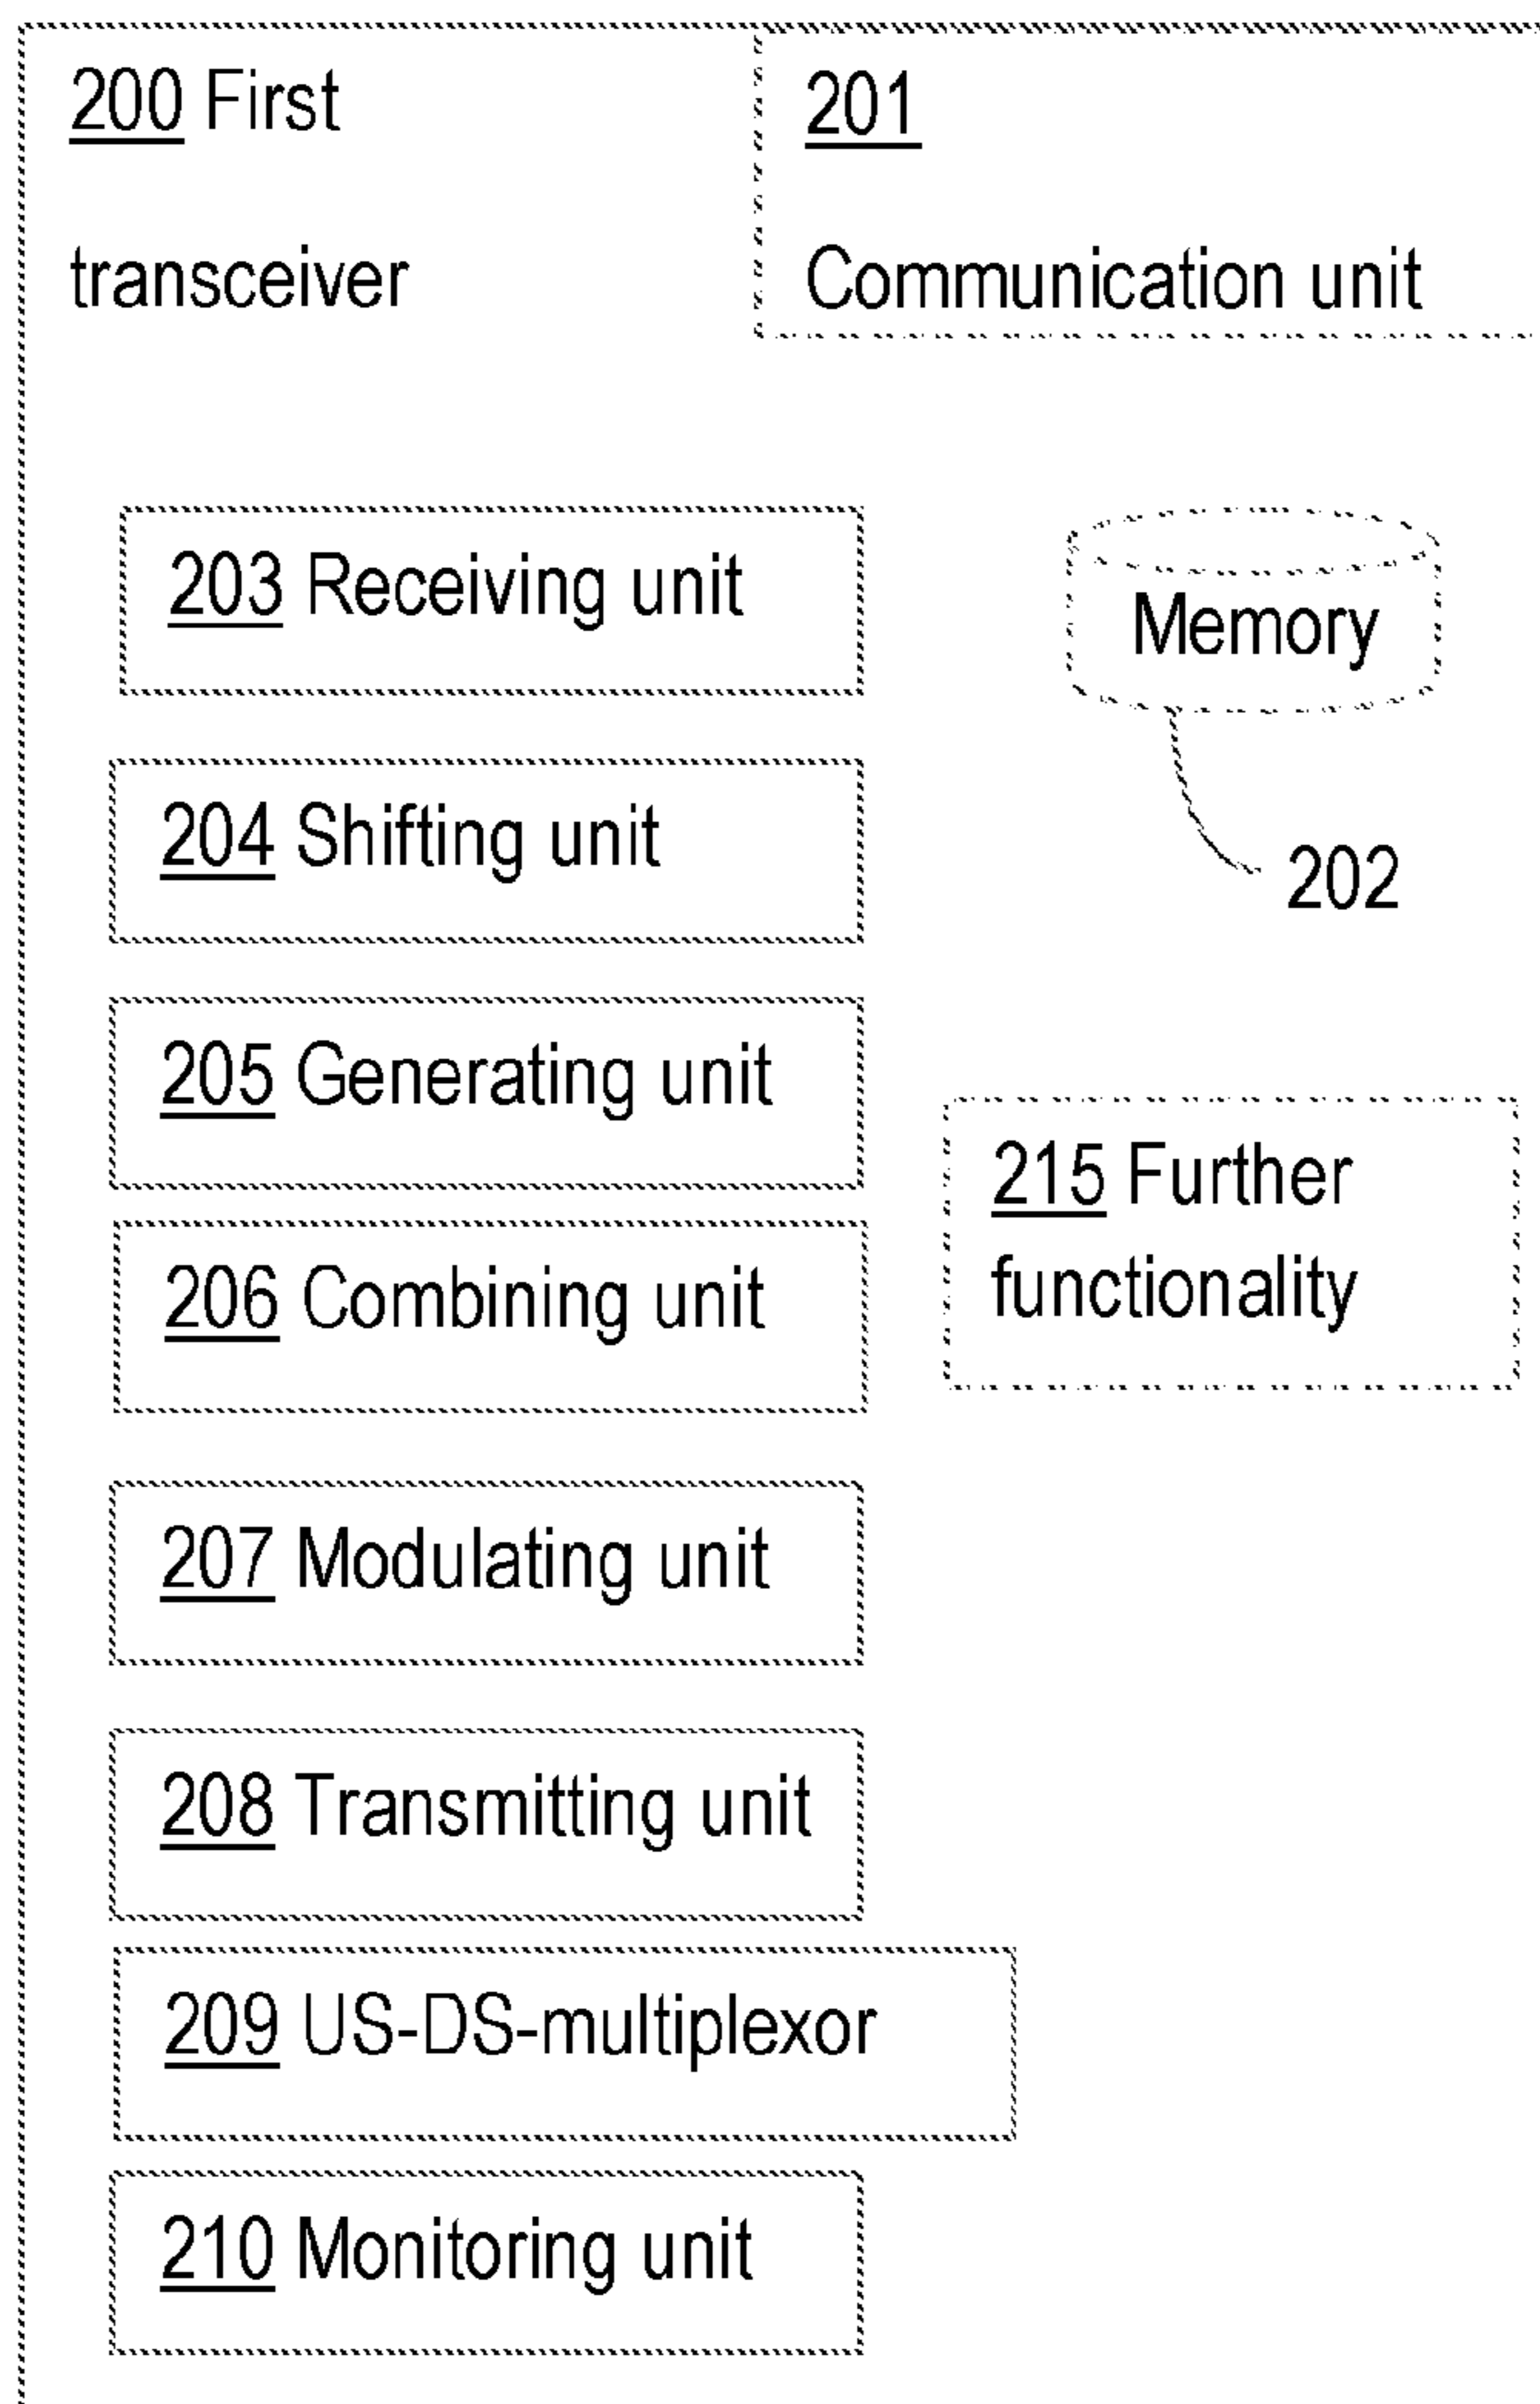 200 First
transceiver
201
Communication unit
203 Receiving unit
Memory
204 Shifting unit
202
205 Generating unit
215 Further
functionality
206 Combining unit
207 Modulating unit
208 Transmitting unit
209 US-DS-multiplexor
210 Monitoring unit